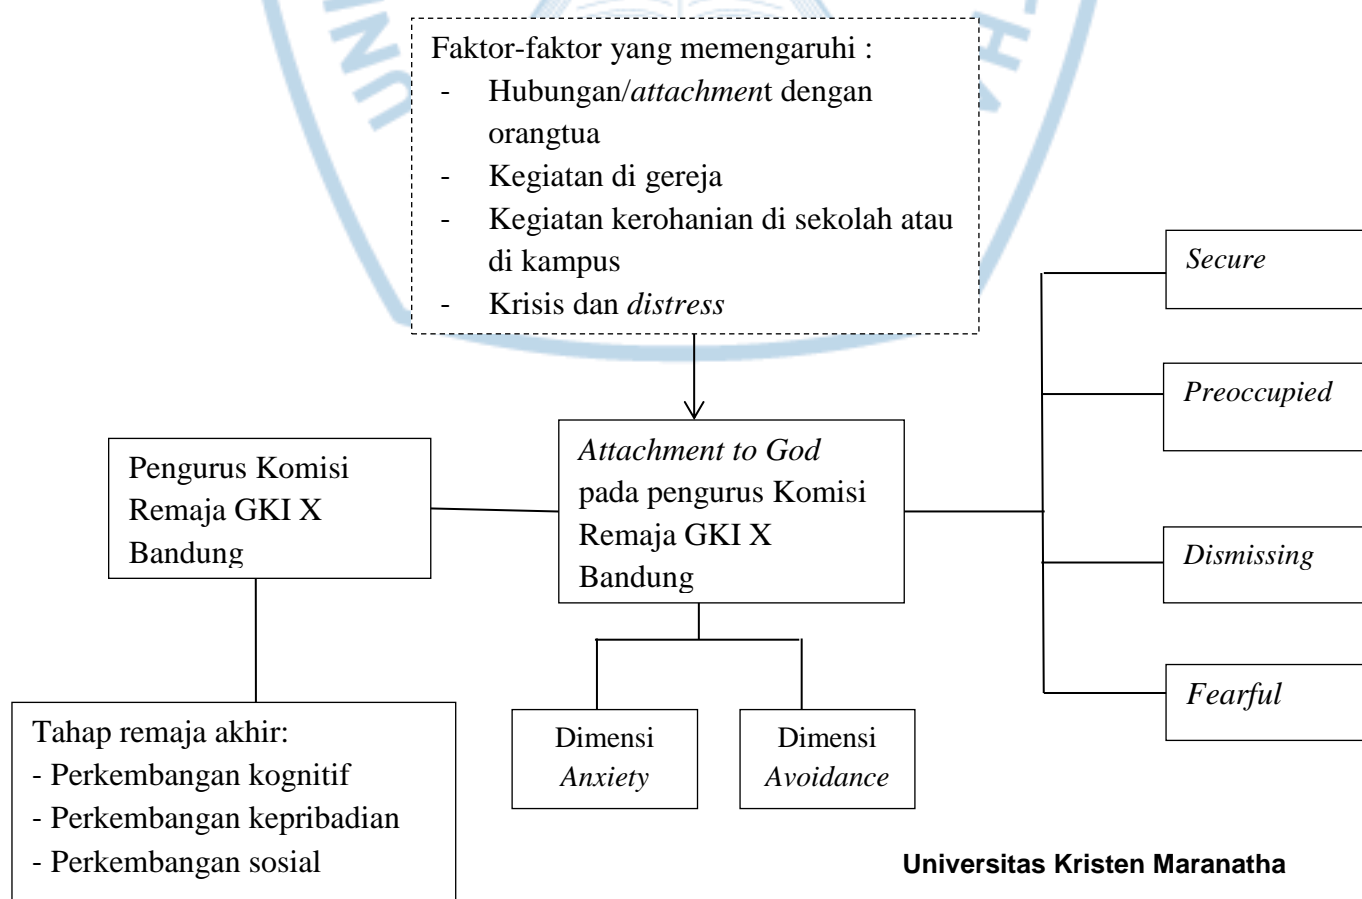 Faktor-faktor yang memengaruhi :
- Hubungan/attachment dengan
orangtua
- Kegiatan di gereja
- Kegiatan kerohanian di sekolah atau
di kampus
- Krisis dan distress
Pengurus Komisi
Remaja GKI X
Bandung
Attachment to God
pada pengurus Komisi
Remaja GKI X
Bandung
Secure
Preoccupied
Dismissing
Fearful
Tahap remaja akhir:
- Perkembangan kognitif
- Perkembangan kepribadian
- Perkembangan sosial
Dimensi
Anxiety
Dimensi
Avoidance
Universitas Kristen Maranatha